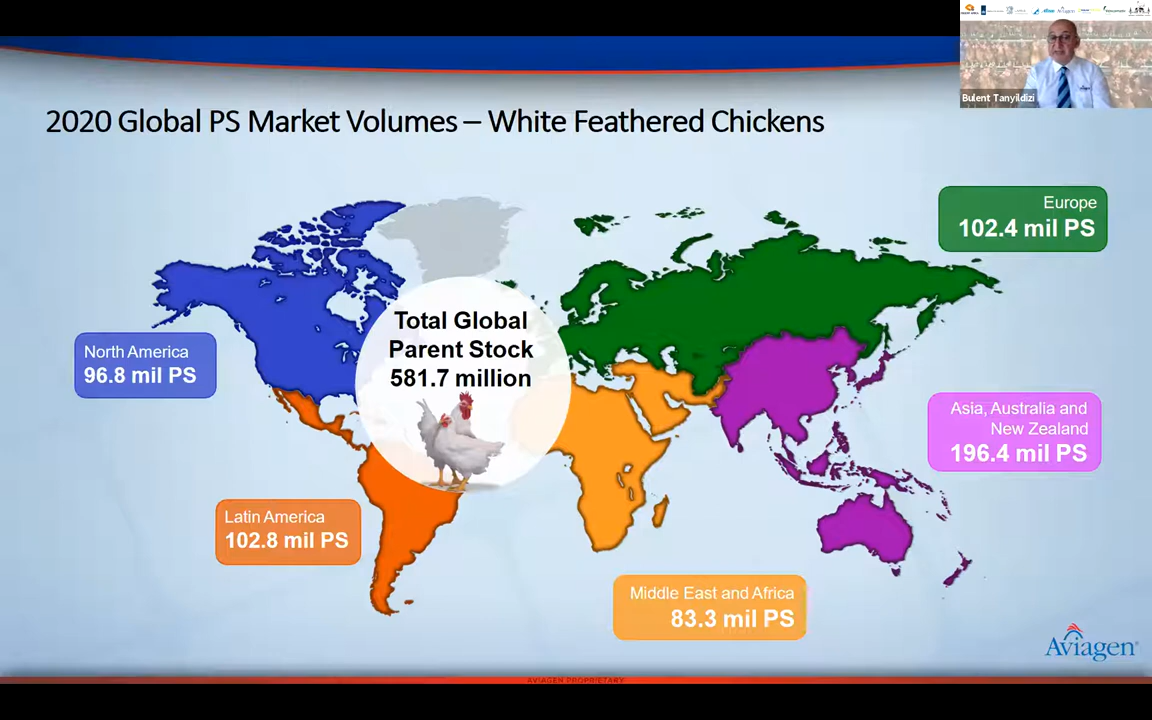 Bulent Tanyildizi
2020 Global PS Market Volumes – White Feathered Chickens
Europe
102.4 mil PS
Total Global
Parent Stock
581.7 million
North America
96.8 mil PS
Asia, Australia and
New Zealand
196.4 mil PS
Latin America
102.8 mil PS
Middle East and Africa
83.3 mil PS
Aviagen
AVIAGEN PROPRIETARY